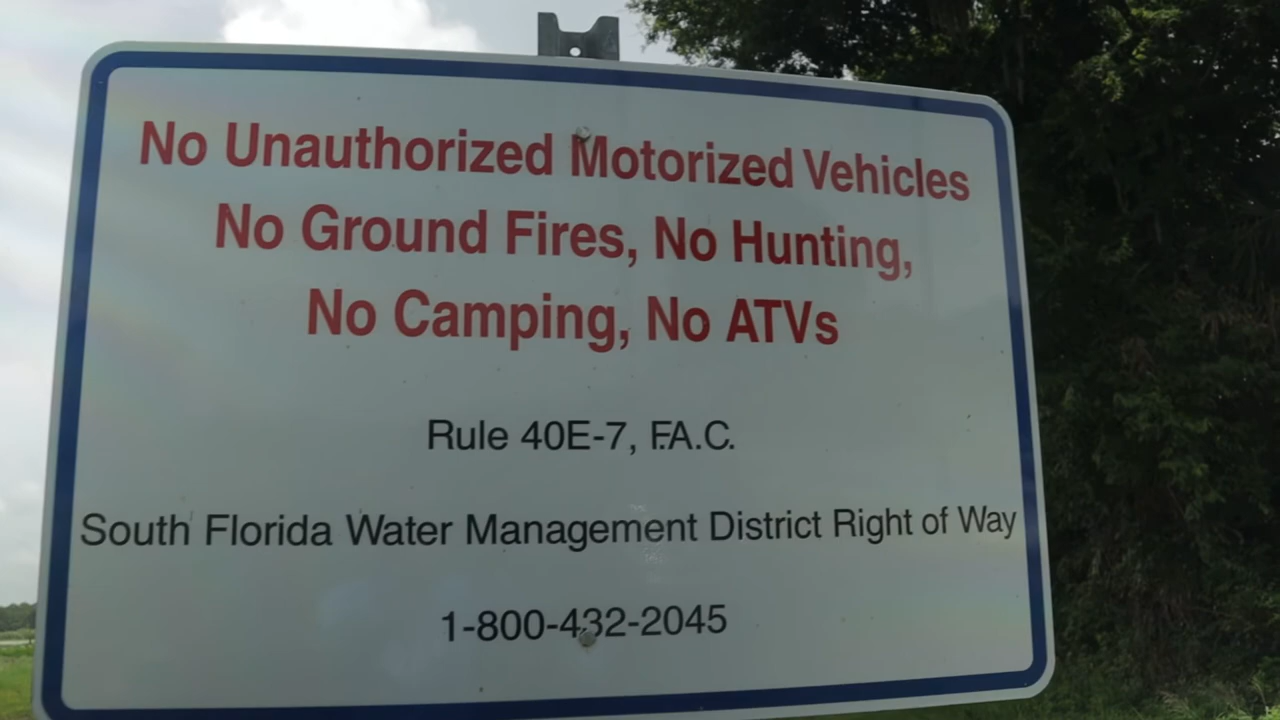 No Unauthorized Motorized Vehicles
No Ground Fires, No Hunting,
No Camping, No ATVs
Rule 40E-7, F.A.C.
South Florida Water Management District Right of Way
1-800-432-2045